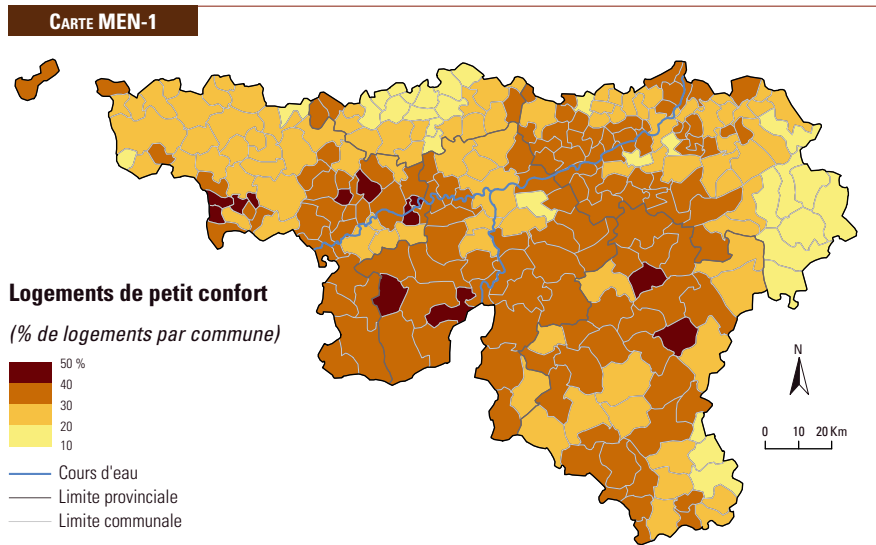 CARTE MEN-1
Logements de petit confort
(% de logements par commune)
50 %
40
30
20
10
Cours d'eau
Limite provinciale
Limite communale
N
0 10 20 Km